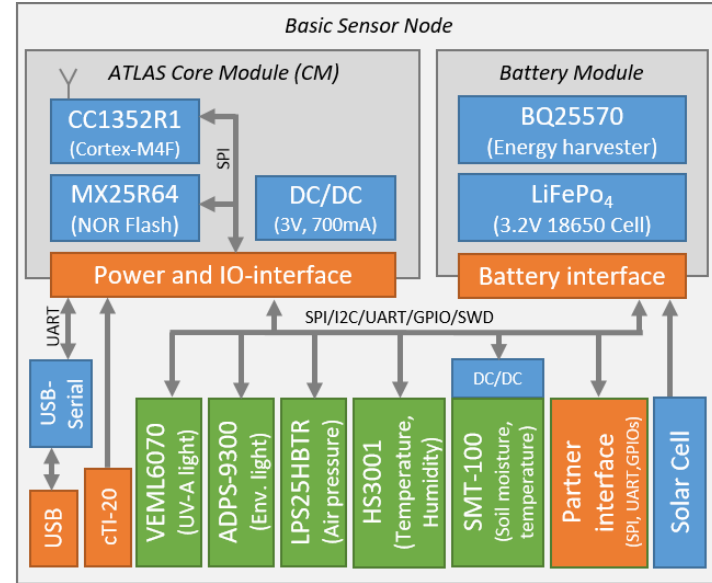 Basic Sensor Node
ATLAS Core Module (CM)
CC1352R1
(Cortex-M4F)
SPI
MX25R64
(NOR Flash)
DC/DC
(3V, 700mA)
Power and IO-interface
Battery Module
BQ25570
(Energy harvester)
LiFePo4
(3.2V 18650 Cell)
Battery interface
UART
SPI/I2C/UART/GPIO/SWD
USB-
Serial
USB
cTI-20
VEML6070
(UV-A light)
ADPS-9300
(Env. light)
LPS25HBTR
(Air pressure)
HS3001
(Temperature,
Humidity)
DC/DC
SMT-100
(Soil moisture,
temperature)
Partner
interface
(SPI, UART,GPIOs)
Solar Cell